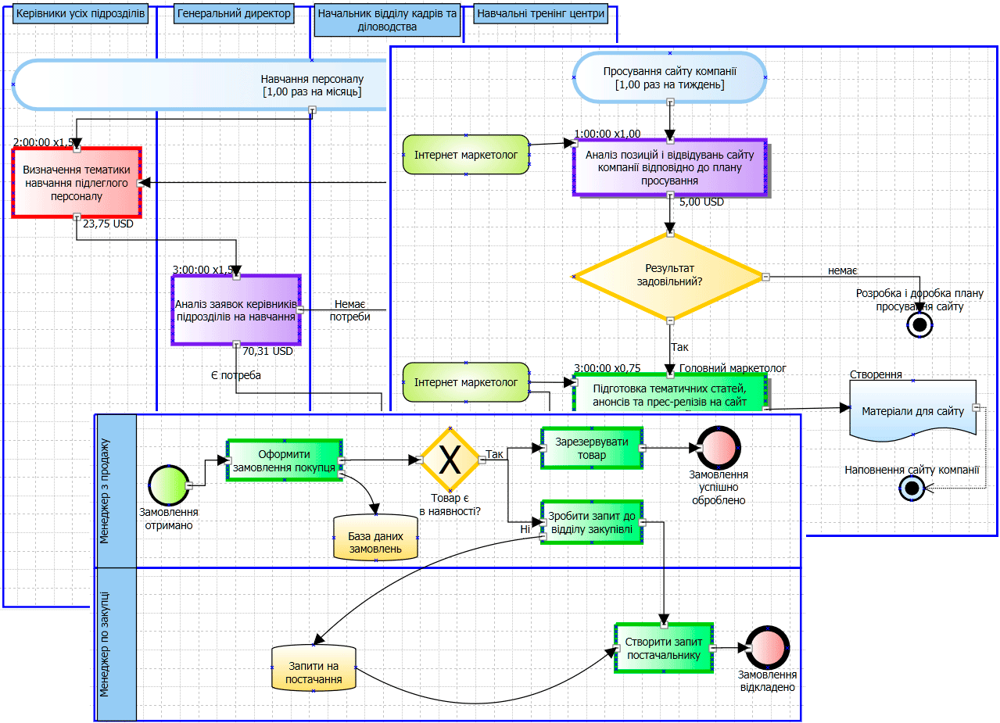 Керівники усіх підрозділів
Генеральний директор
Начальник відділу кадрів та
діловодства
Навчальні тренінг центри
Навчання персоналу
[1,00 раз на місяць]
2:00:00 x1,5
Визначення тематики
навчання підлеглого
персоналу
23,75 USD
3:00:00 x1,5
Аналіз заявок керівників
підрозділів на навчання
Немає
потреби
70,31 USD
Є потреба
Просування сайту компанії
[1,00 раз на тиждень]
1:00:00 x1,00
Інтернет маркетолог
Аналіз позицій і відвідувань сайту
компанії відповідно до плану
просування
5,00 USD
Результат
задовільний?
немає
Розробка і доробка плану
просування сайту
Так
3:00:00 x0,75
Головний маркетолог
Інтернет маркетолог
Підготовка тематичних статей,
анонсів та прес-релізів на сайт
Створення
Матеріали для сайту
Наповнення сайту компанії
Менеджер з продажу
Замовлення
отримано
Оформити
замовлення покупця
База даних
замовлень
X
Товар є
в наявності?
Так
Ні
Зарезервувати
товар
Замовлення
успішно
оброблено
Зробити запит до
відділу закупівлі
Менеджер по закупці
Запити на
постачання
Створити запит
постачальнику
Замовлення
відкладено